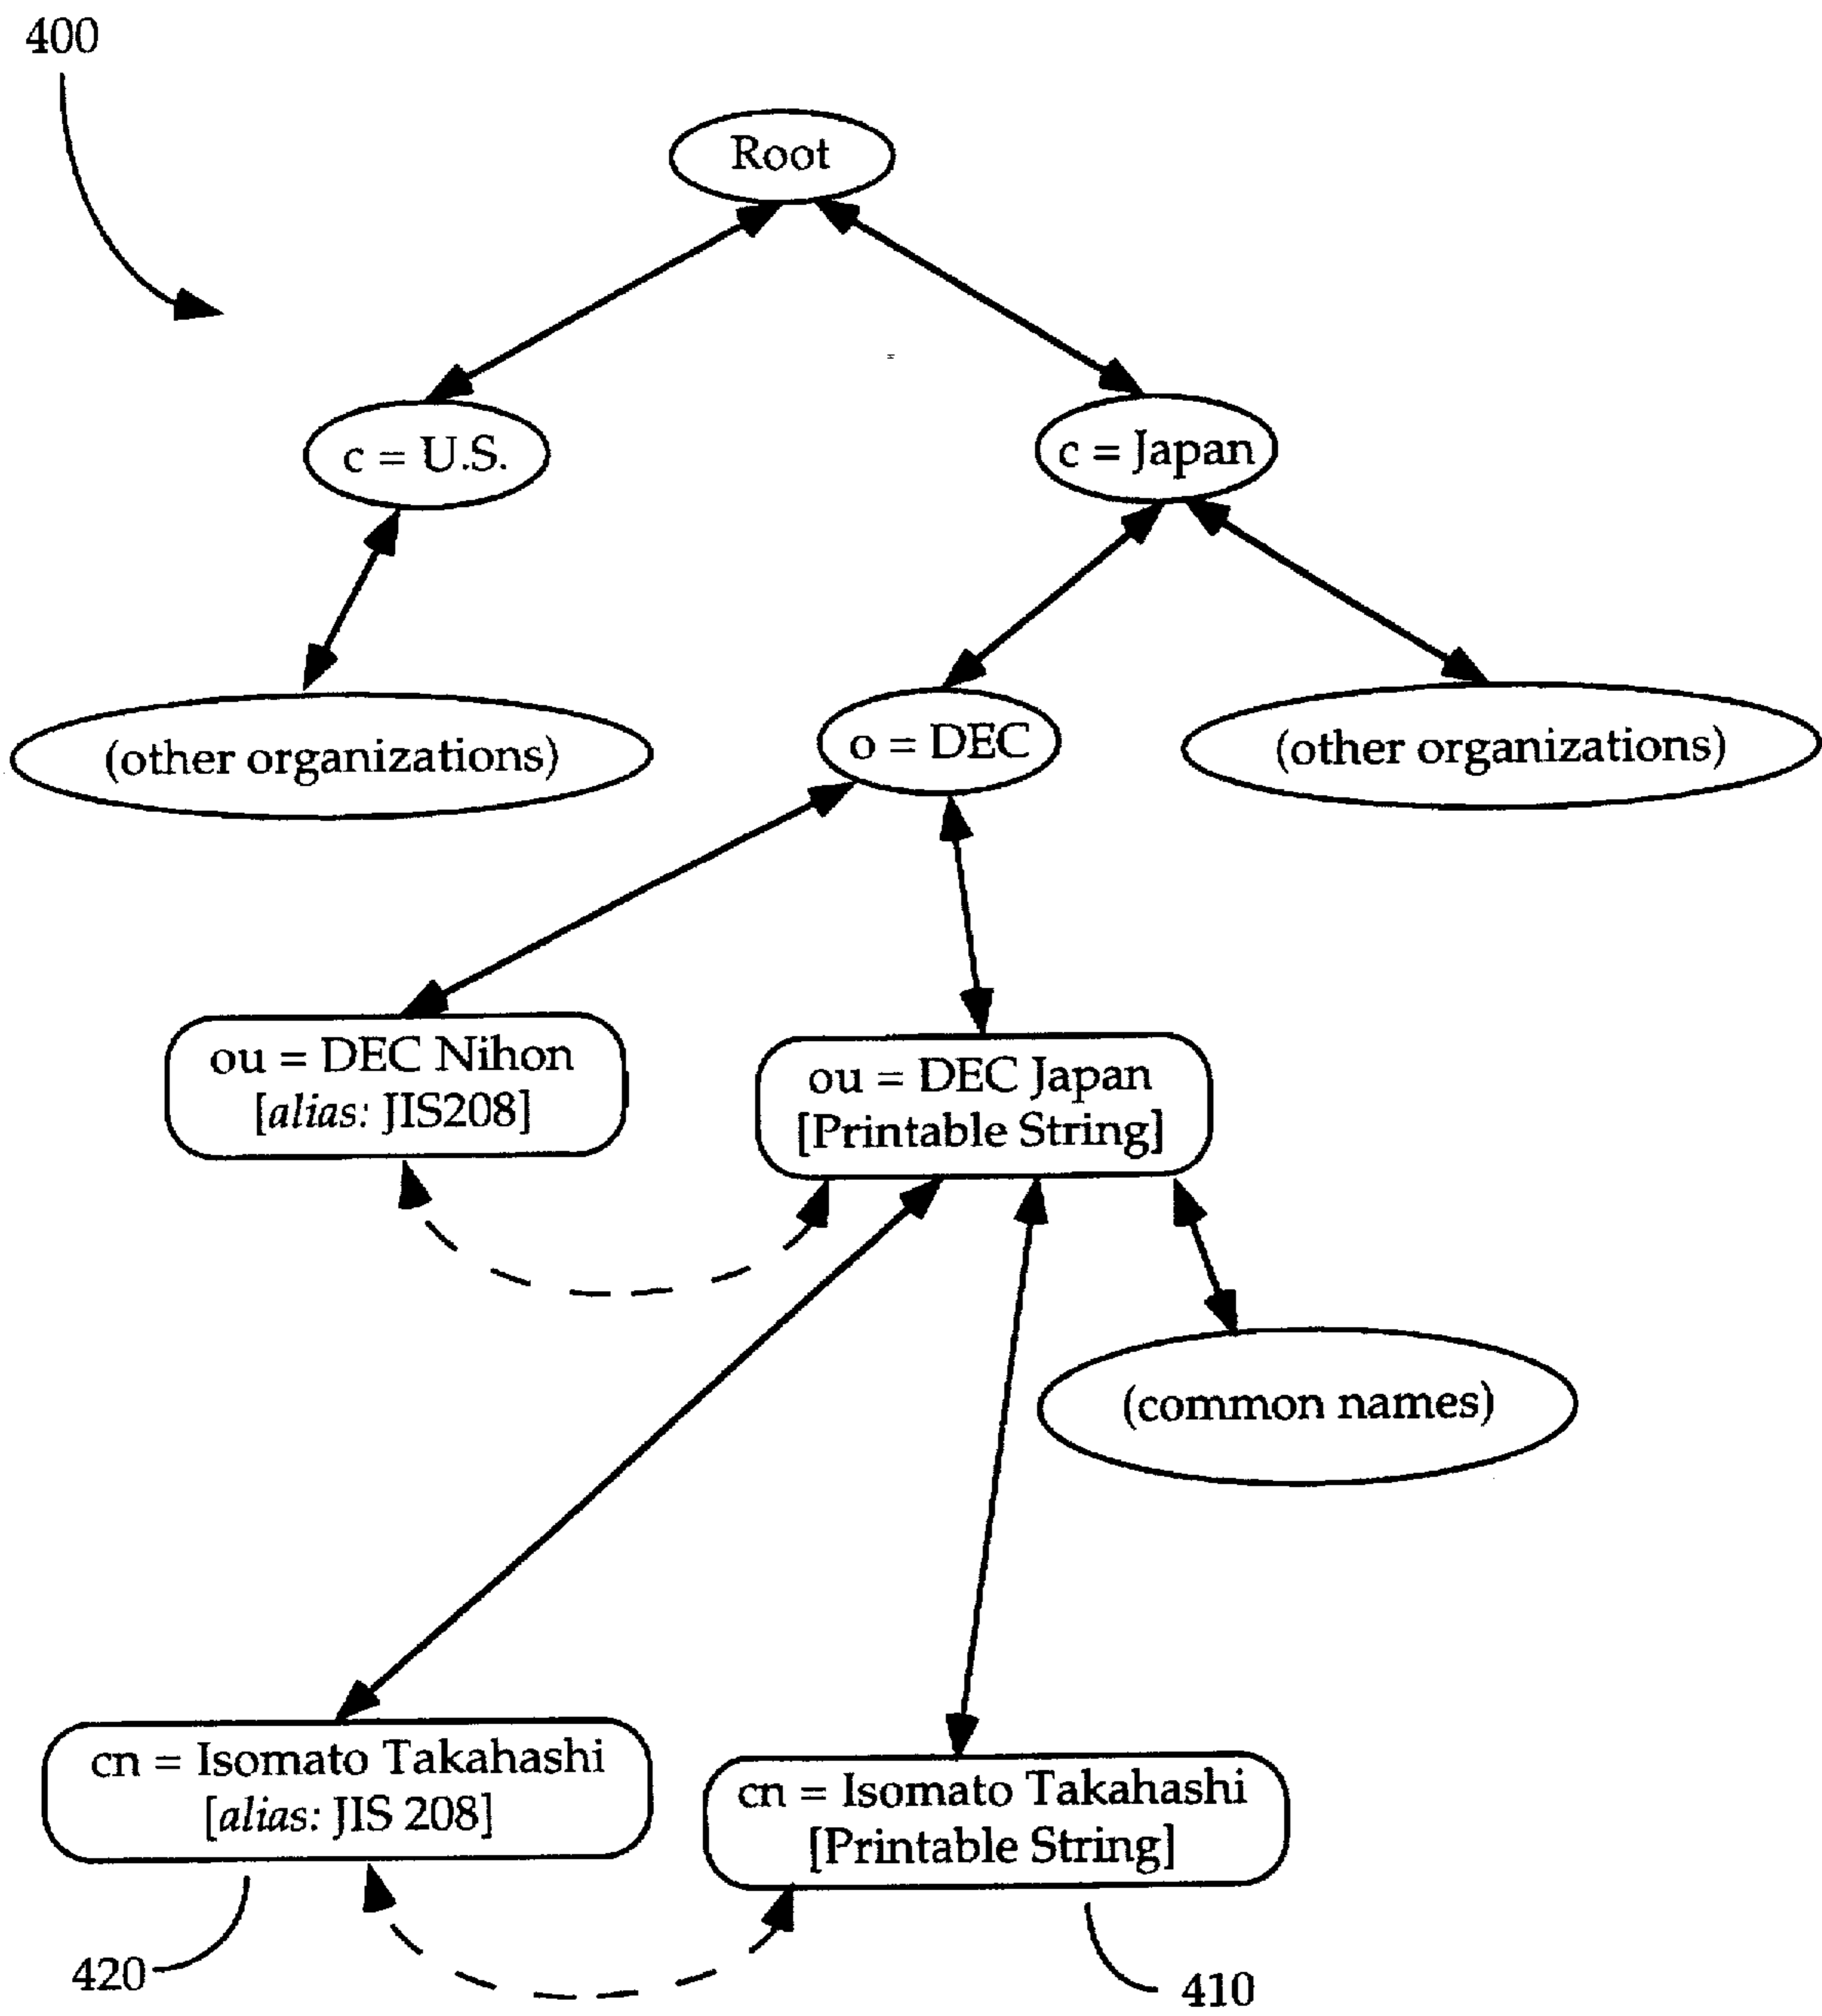 400
Root
c = U.S.
c = Japan
(other organizations)
o = DEC
(other organizations)
ou = DEC Nihon
[alias: JIS208]
ou = DEC Japan
[Printable String]
(common names)
cn = Isomato Takahashi
[alias: JIS 208]
cn = Isomato Takahashi
[Printable String]
420
410